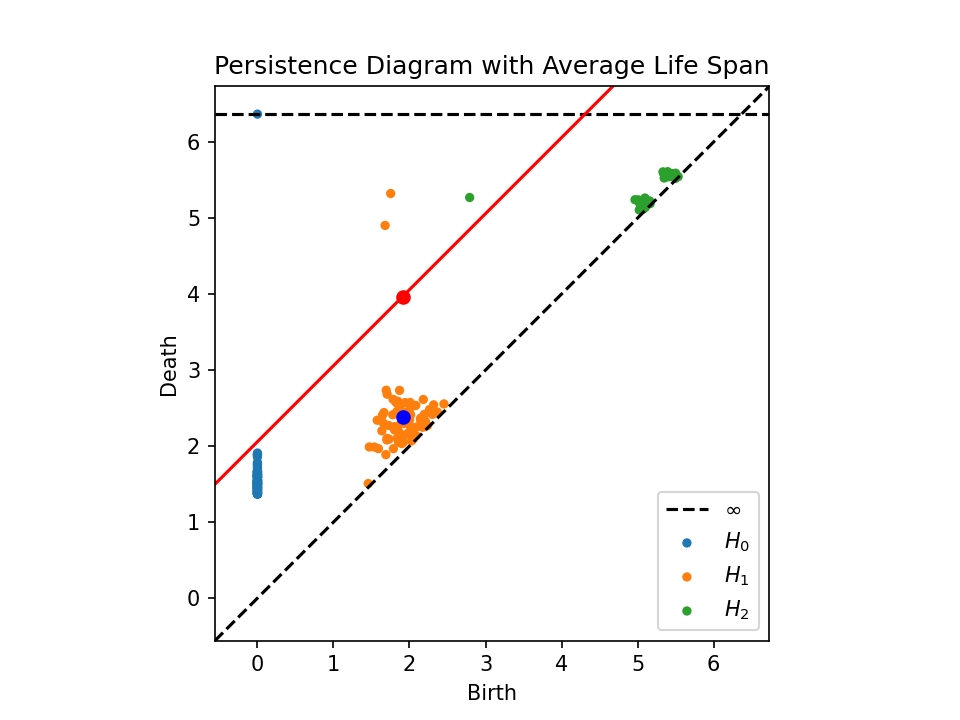 Persistence Diagram with Average Life Span
Death
6
5
4
3
2
1
0
0 1 2 3 4 5 6
Birth
∞
H₀
H₁
H₂